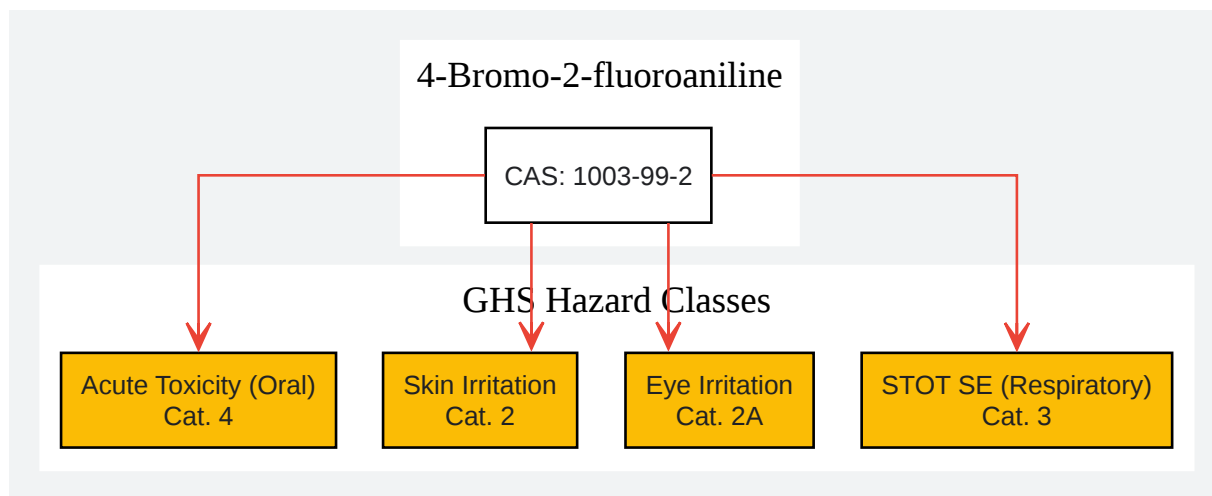 4-Bromo-2-fluoroaniline
CAS: 1003-99-2
GHS Hazard Classes
Acute Toxicity (Oral)
Cat. 4
Skin Irritation
Cat. 2
Eye Irritation
Cat. 2A
STOT SE (Respiratory)
Cat. 3